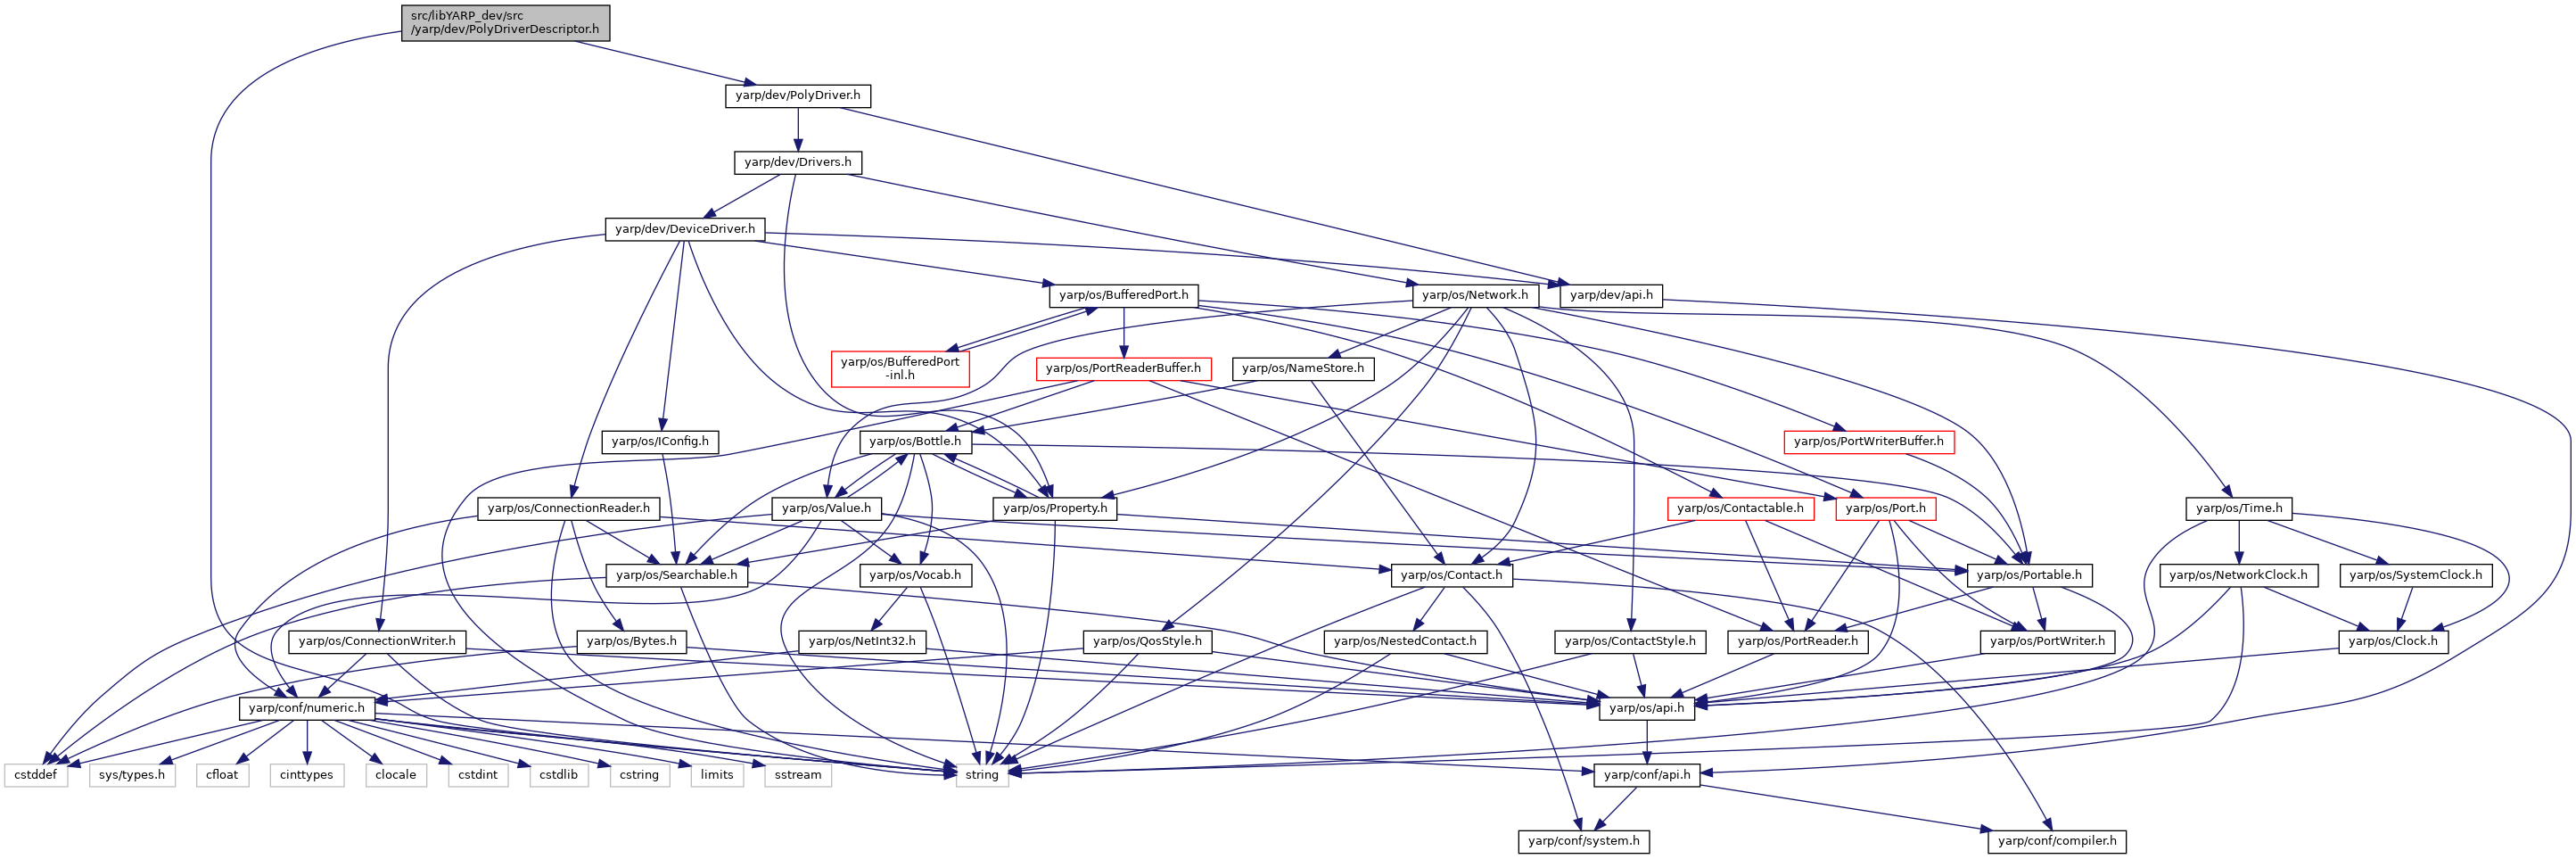 src/libYARP_dev/src
/yarp/dev/PolyDriverDescriptor.h
yarp/dev/PolyDriver.h
yarp/dev/Drivers.h
yarp/dev/DeviceDriver.h
yarp/os/BufferedPort.h
yarp/os/Network.h
yarp/dev/api.h
yarp/os/BufferedPort
-inl.h
yarp/os/PortReaderBuffer.h
yarp/os/NameStore.h
yarp/os/IConfig.h
yarp/os/Bottle.h
yarp/os/PortWriterBuffer.h
yarp/os/ConnectionReader.h
yarp/os/Value.h
yarp/os/Property.h
yarp/os/Contactable.h
yarp/os/Port.h
yarp/os/Time.h
yarp/os/Searchable.h
yarp/os/Vocab.h
yarp/os/Contact.h
yarp/os/Portable.h
yarp/os/NetworkClock.h
yarp/os/SystemClock.h
yarp/os/ConnectionWriter.h
yarp/os/Bytes.h
yarp/os/NetInt32.h
yarp/os/QosStyle.h
yarp/os/NestedContact.h
yarp/os/ContactStyle.h
yarp/os/PortReader.h
yarp/os/PortWriter.h
yarp/os/Clock.h
yarp/conf/numeric.h
yarp/os/api.h
cstddef
sys/types.h
cfloat
cinttypes
clocale
cstdint
cstdlib
cstring
limits
sstream
string
yarp/conf/api.h
yarp/conf/system.h
yarp/conf/compiler.h